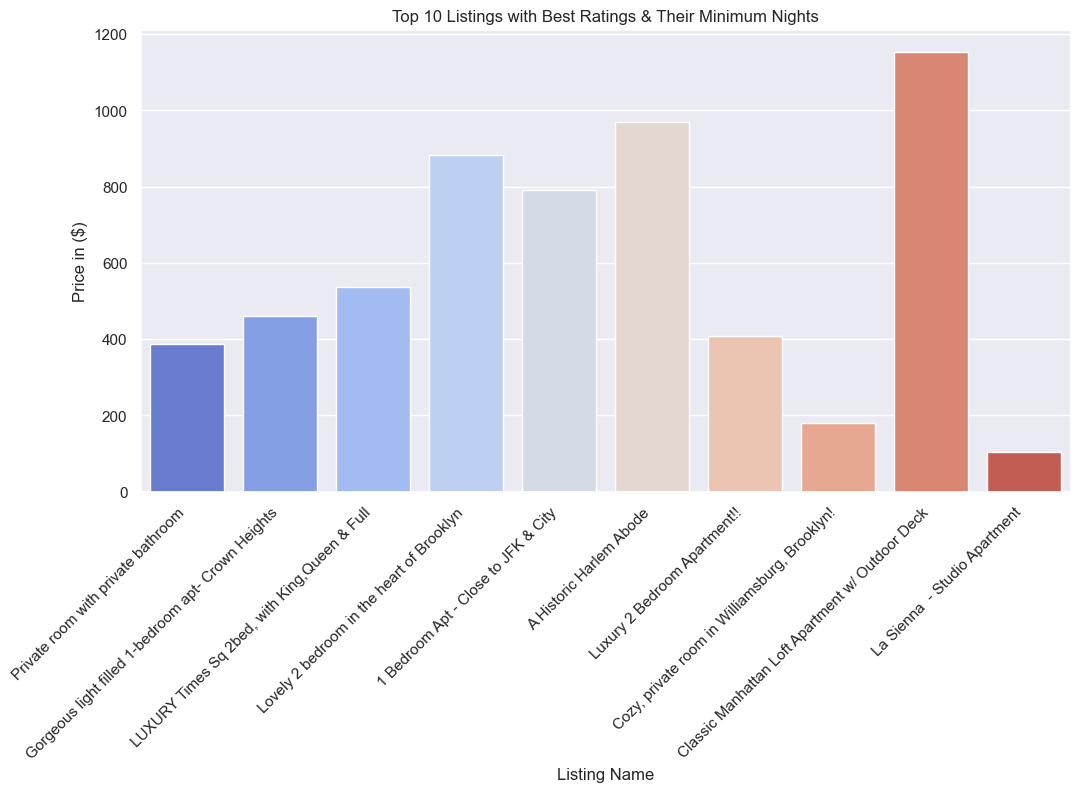 Top 10 Listings with Best Ratings & Their Minimum Nights
Price in ($)
1200
1000
800
600
400
200
0
Private room with private bathroom
Gorgeous light filled 1-bedroom apt- Crown Heights
LUXURY Times Sq 2bed, with King,Queen & Full
Lovely 2 bedroom in the heart of Brooklyn
1 Bedroom Apt - Close to JFK & City
A Historic Harlem Abode
Luxury 2 Bedroom Apartment!!
Cozy, private room in Williamsburg, Brooklyn!
Classic Manhattan Loft Apartment w/ Outdoor Deck
La Sienna  - Studio Apartment
Listing Name